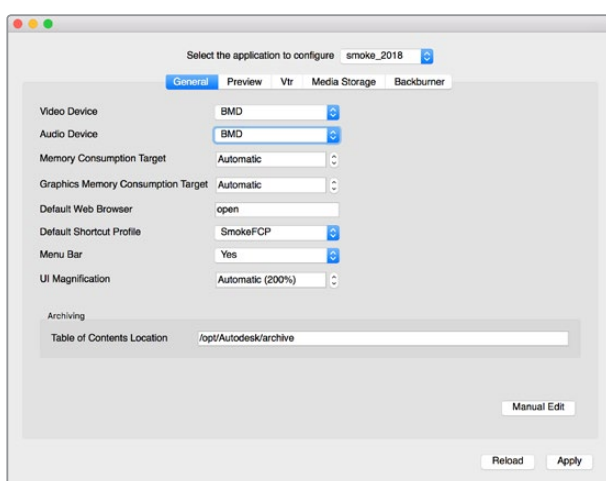 Select the application to configure smoke_2018
General Preview Vtr Media Storage Backburner
Video Device BMD
Audio Device BMD
Memory Consumption Target Automatic
Graphics Memory Consumption Target Automatic
Default Web Browser open
Default Shortcut Profile SmokeFCP
Menu Bar Yes
UI Magnification Automatic (200%)
Archiving
Table of Contents Location /opt/Autodesk/archive
Manual Edit
Reload Apply